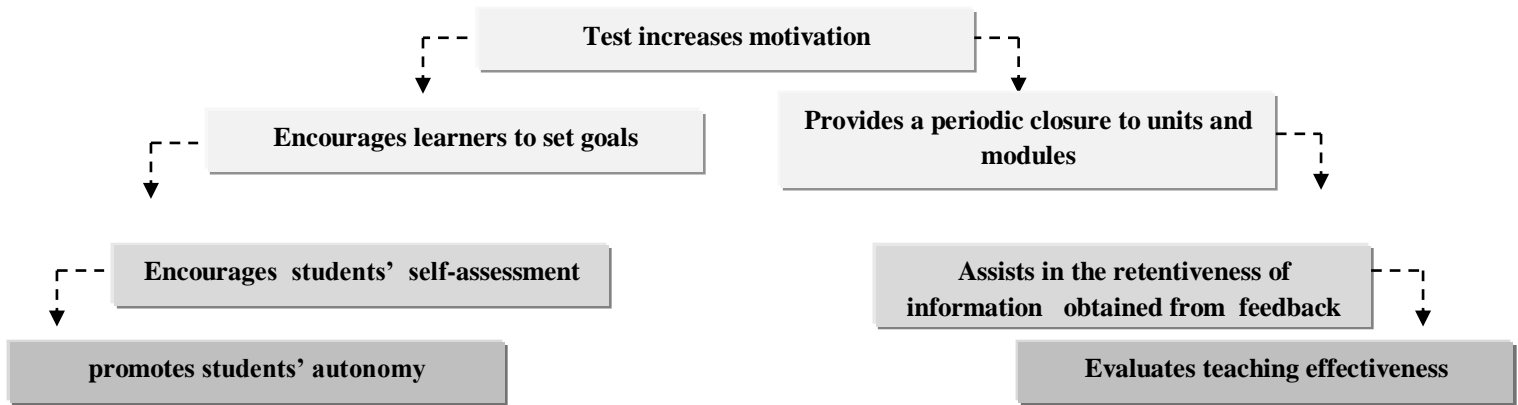 Test increases motivation
Encourages learners to set goals
Provides a periodic closure to units and
modules
Encourages students’ self-assessment
Assists in the retentiveness of
information obtained from feedback
promotes students’ autonomy
Evaluates teaching effectiveness